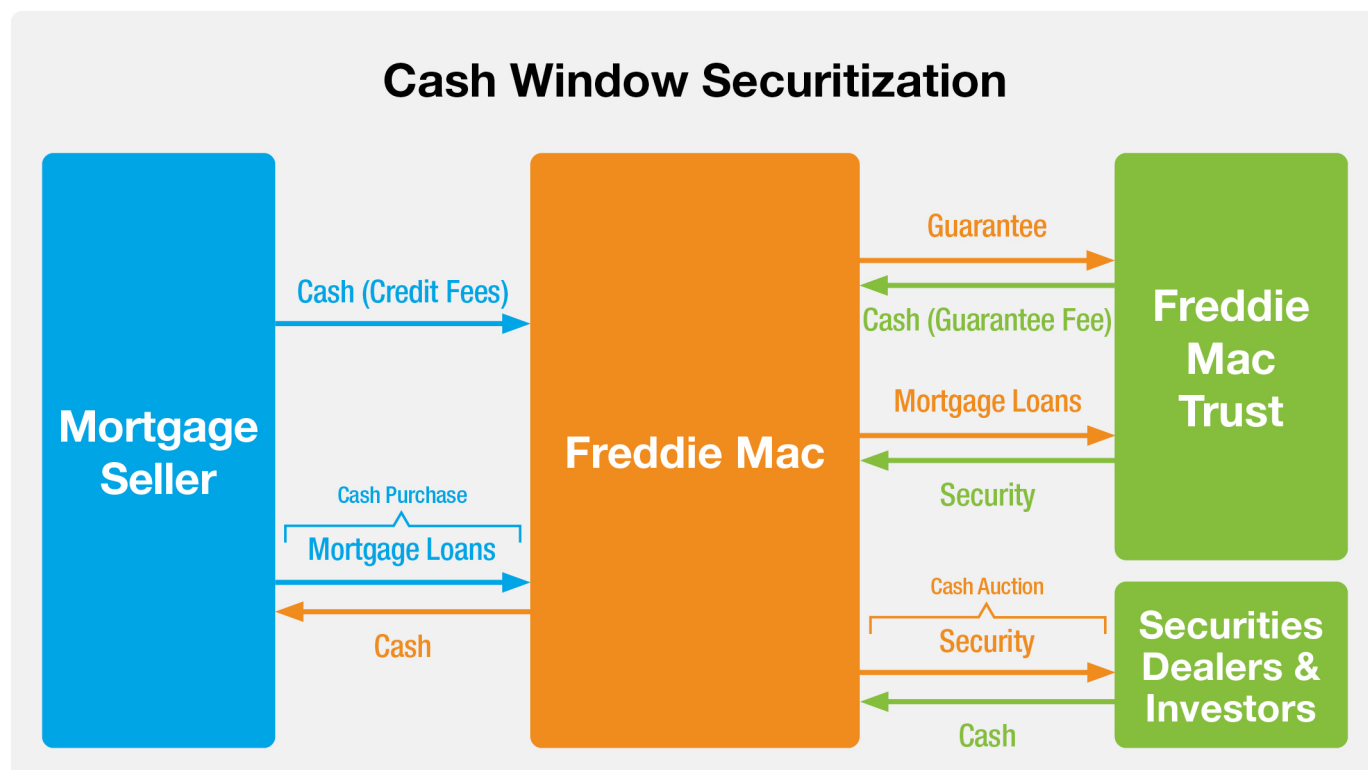 Cash Window Securitization
Mortgage
Seller
Cash (Credit Fees)
Cash Purchase
Mortgage Loans
Cash
Freddie Mac
Guarantee
Cash (Guarantee Fee)
Mortgage Loans
Security
Cash Auction
Security
Cash
Freddie
Mac
Trust
Securities
Dealers &
Investors